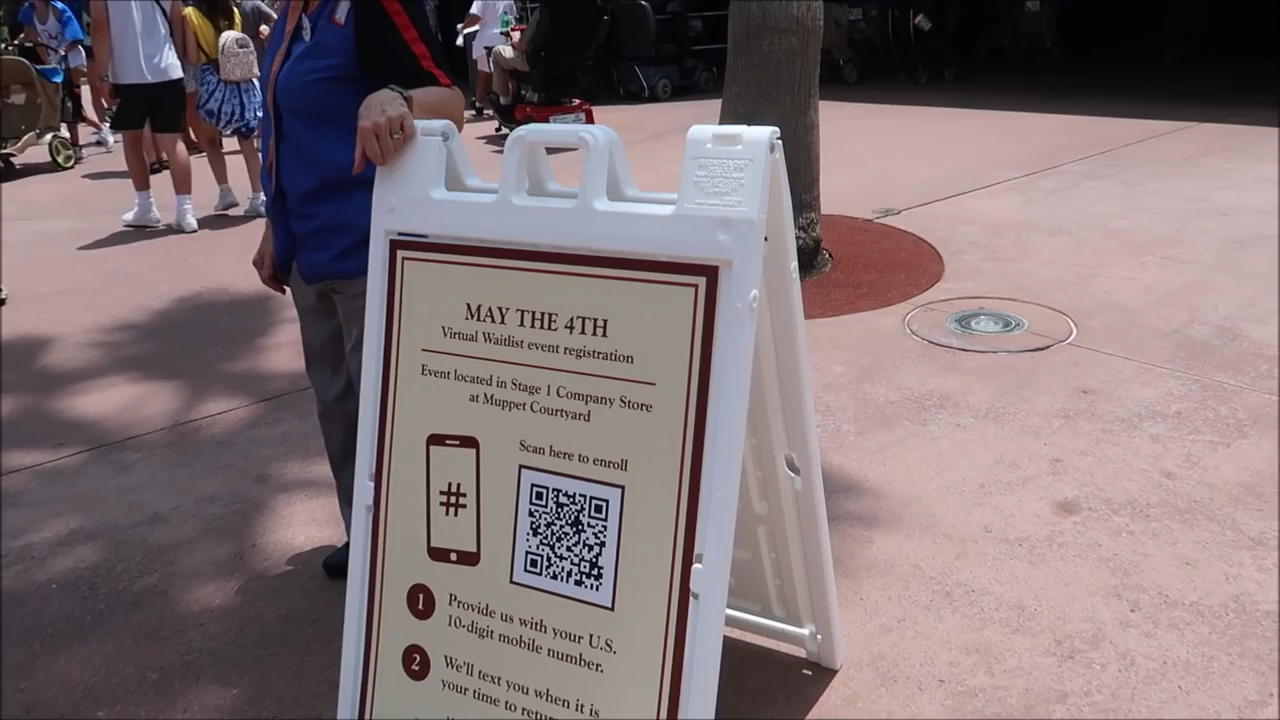 MAY THE 4TH
Virtual Waitlist event registration
Event located in Stage 1 Company Store
at Muppet Courtyard
Scan here to enroll
#
1 Provide us with your U.S.
10-digit mobile number.
2 We'll text you when it is
your time to return